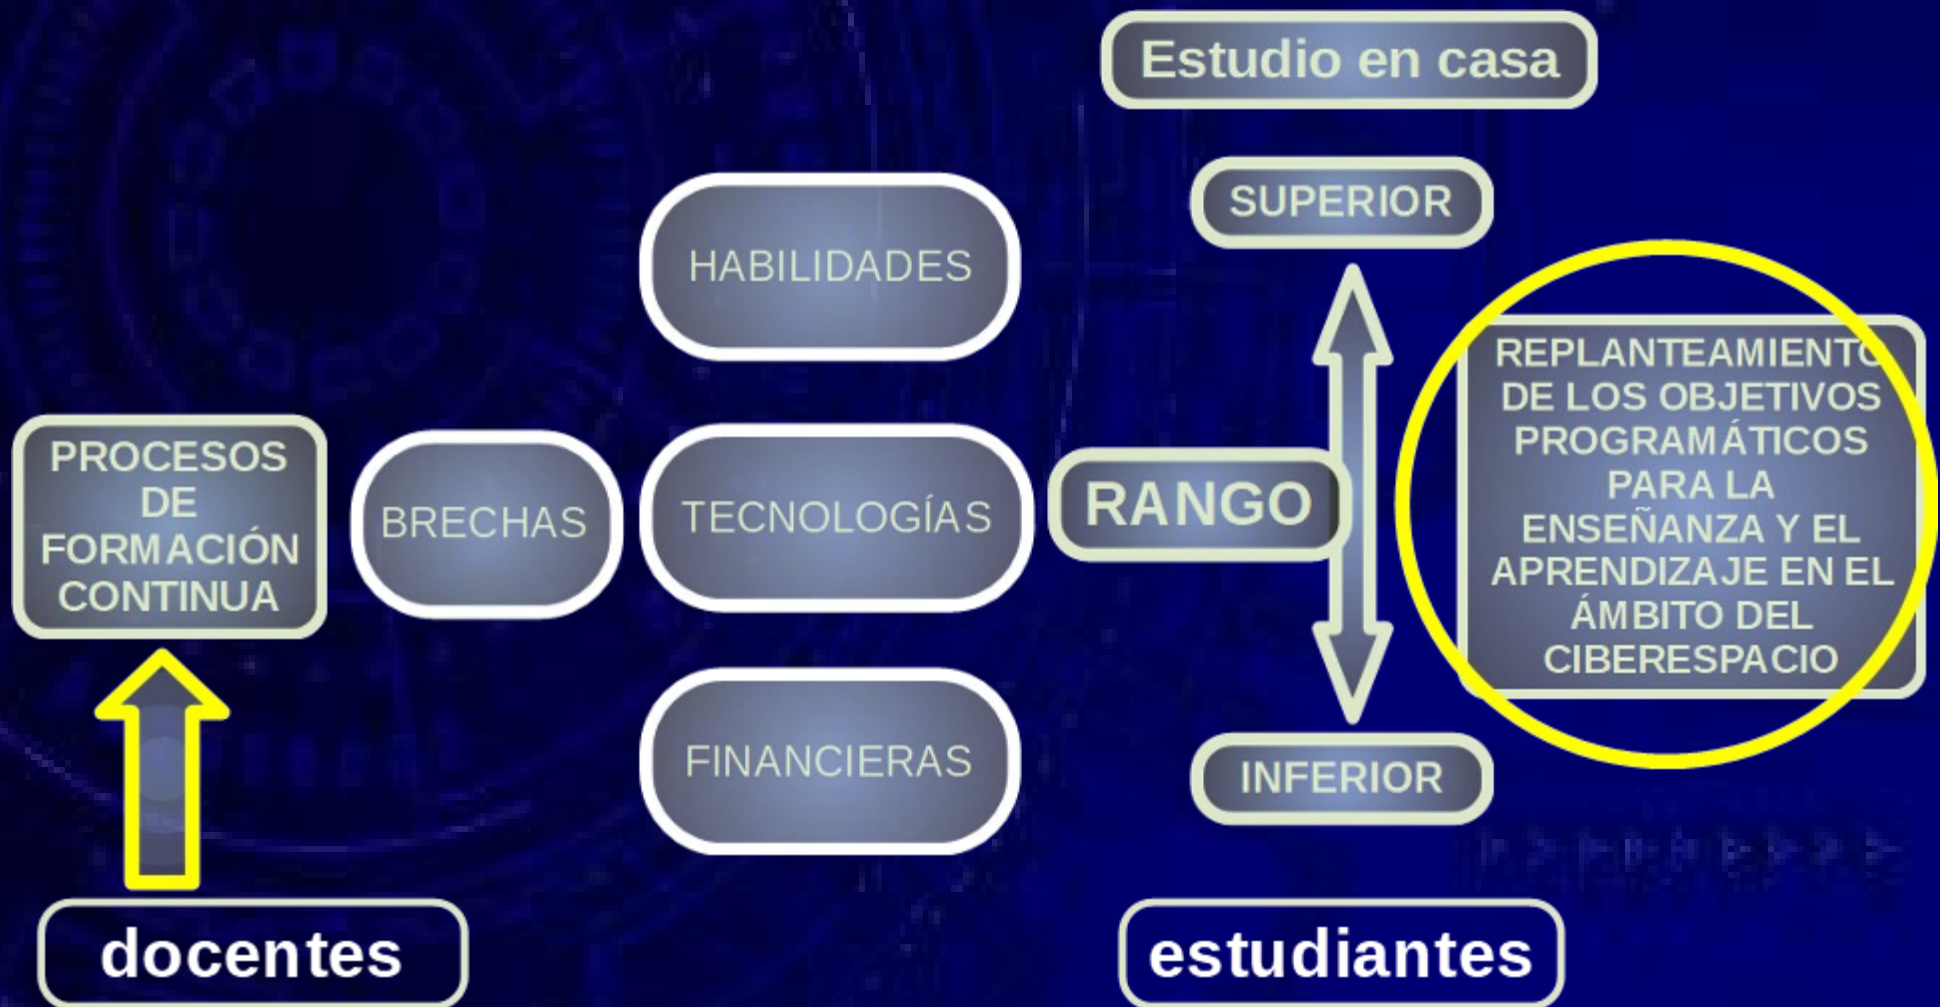 Estudio en casa
SUPERIOR
HABILIDADES
PROCESOS
DE
FORMACIÓN
CONTINUA
BRECHAS
TECNOLOGÍAS
RANGO
REPLANTEAMIENTO
DE LOS OBJETIVOS
PROGRAMÁTICOS
PARA LA
ENSEÑANZA Y EL
APRENDIZAJE EN EL
ÁMBITO DEL
CIBERESPACIO
FINANCIERAS
INFERIOR
docentes
estudiantes